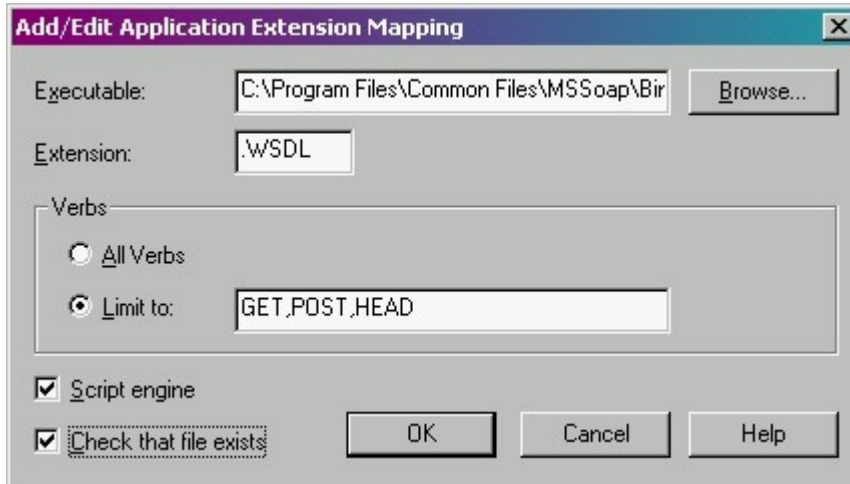 Add/Edit Application Extension Mapping
Executable: C:\Program Files\Common Files\MSSoap\Bir Browse...
Extension: .WSDL
Verbs
All Verbs
Limit to: GET,POST,HEAD
Script engine
Check that file exists
OK Cancel Help